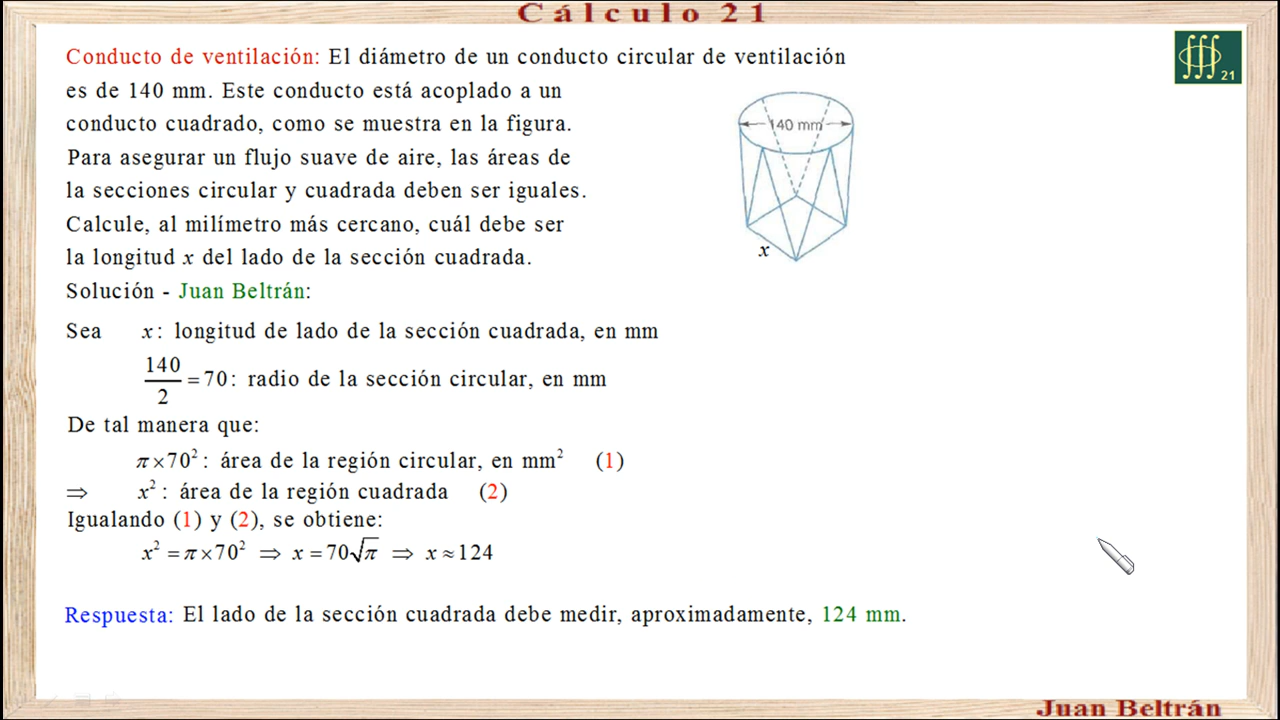 Cálculo 21
Conducto de ventilación: El diámetro de un conducto circular de ventilación
es de 140 mm. Este conducto está acoplado a un
conducto cuadrado, como se muestra en la figura.
Para asegurar un flujo suave de aire, las áreas de
la secciones circular y cuadrada deben ser iguales.
Calcule, al milímetro más cercano, cuál debe ser
la longitud x del lado de la sección cuadrada.
∫∫∫ 21
140 mm
x
Solución - Juan Beltrán:
Sea x: longitud de lado de la sección cuadrada, en mm
140/2 = 70: radio de la sección circular, en mm
De tal manera que:
π×70²: área de la región circular, en mm² (1)
⇒ x²: área de la región cuadrada (2)
Igualando (1) y (2), se obtiene:
x² = π×70² ⇒ x = 70√π ⇒ x ≈ 124
Respuesta: El lado de la sección cuadrada debe medir, aproximadamente, 124 mm.
Juan Beltrán